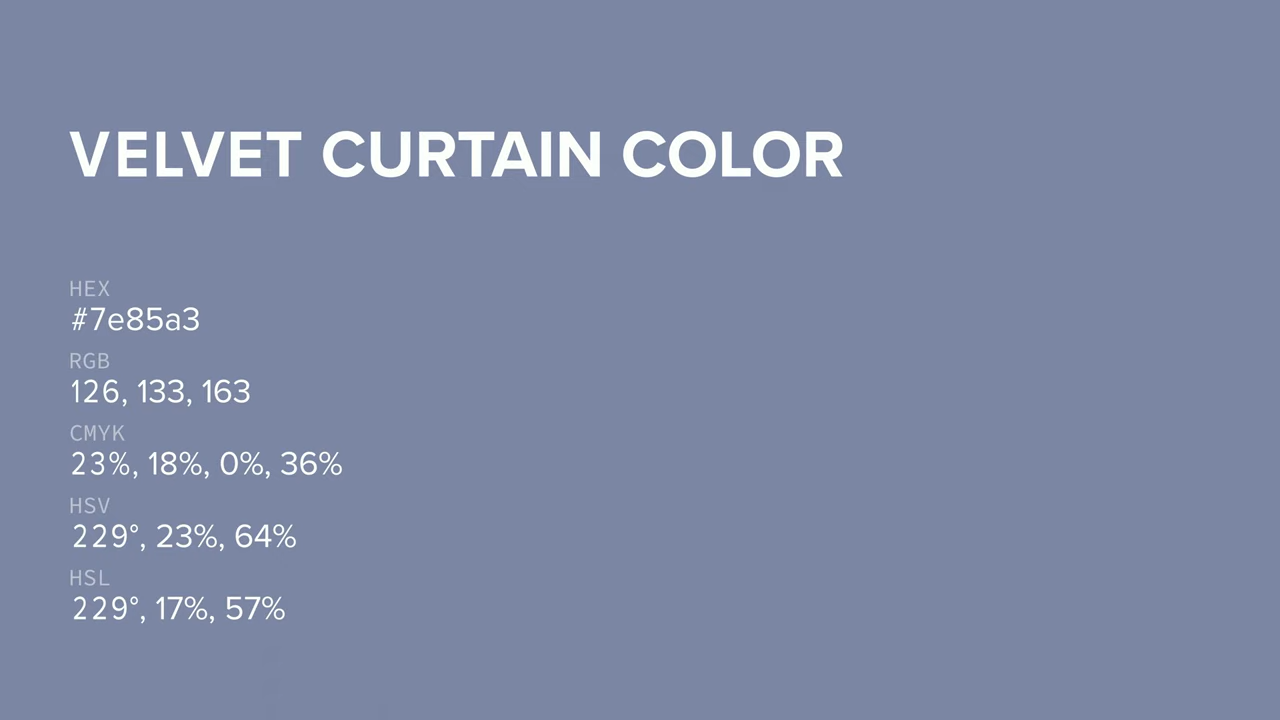 VELVET CURTAIN COLOR
HEX
#7e85a3
RGB
126, 133, 163
CMYK
23%, 18%, 0%, 36%
HSV
229°, 23%, 64%
HSL
229°, 17%, 57%